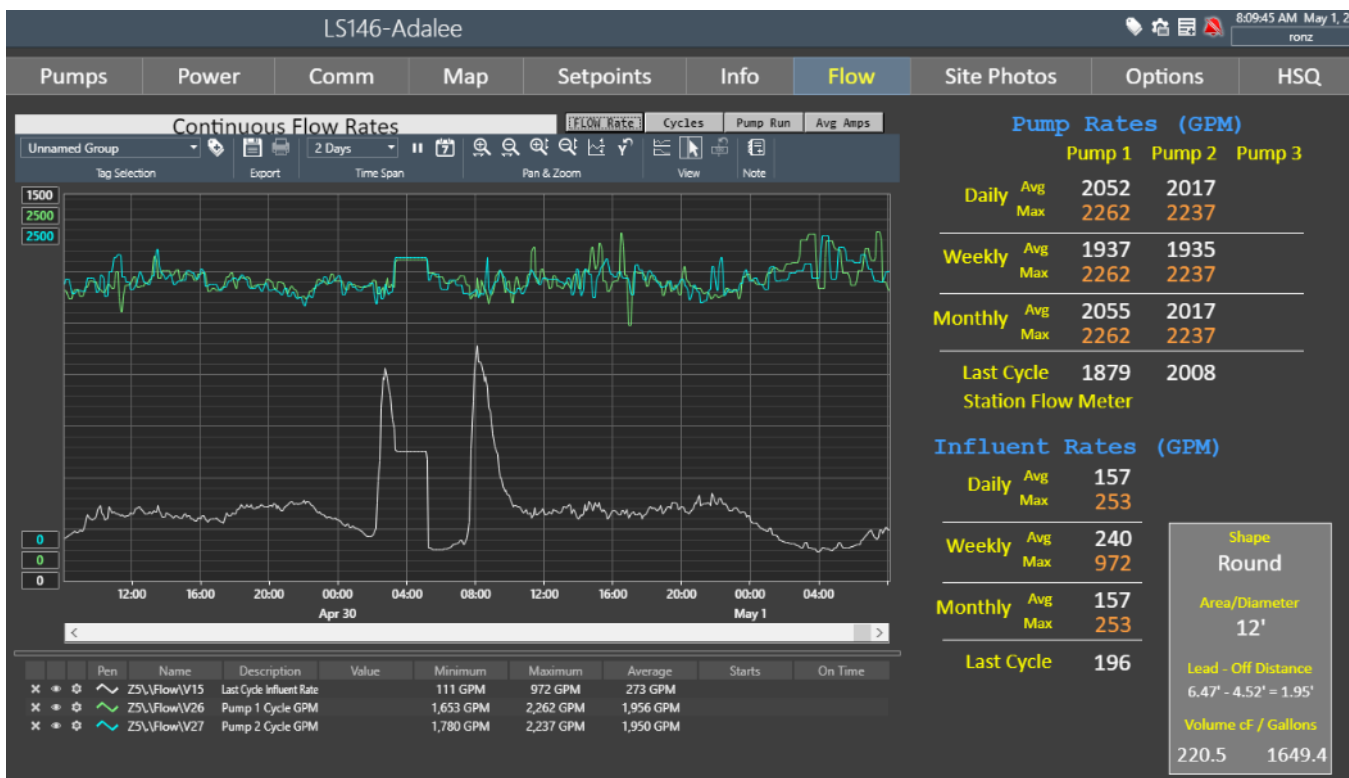 LS146-Adalee
8:09:45 AM May 1, 2
ronz
Pumps Power Comm Map Setpoints Info Flow Site Photos Options HSQ
Continuous Flow Rates
FLOW Rate Cycles Pump Run Avg Amps
Unnamed Group 2 Days 7
Tag Selection Export Time Span Pan & Zoom View Note
1500
2500
2500
0
0
0
12:00 16:00 20:00 00:00 04:00 08:00 12:00 16:00 20:00 00:00 04:00
Apr 30 May 1
Pen Name Description Value Minimum Maximum Average Starts On Time
Z5\,\Flow\V15 Last Cycle Influent Rate 111 GPM 972 GPM 273 GPM
Z5\,\Flow\V26 Pump 1 Cycle GPM 1,653 GPM 2,262 GPM 1,956 GPM
Z5\,\Flow\V27 Pump 2 Cycle GPM 1,780 GPM 2,237 GPM 1,950 GPM
Pump Rates (GPM)
Pump 1 Pump 2 Pump 3
Daily Avg 2052 2017
Max 2262 2237
Weekly Avg 1937 1935
Max 2262 2237
Monthly Avg 2055 2017
Max 2262 2237
Last Cycle 1879 2008
Station Flow Meter
Influent Rates (GPM)
Daily Avg 157
Max 253
Weekly Avg 240
Max 972
Monthly Avg 157
Max 253
Last Cycle 196
Shape
Round
Area/Diameter
12'
Lead - Off Distance
6.47' - 4.52' = 1.95'
Volume cF / Gallons
220.5 1649.4